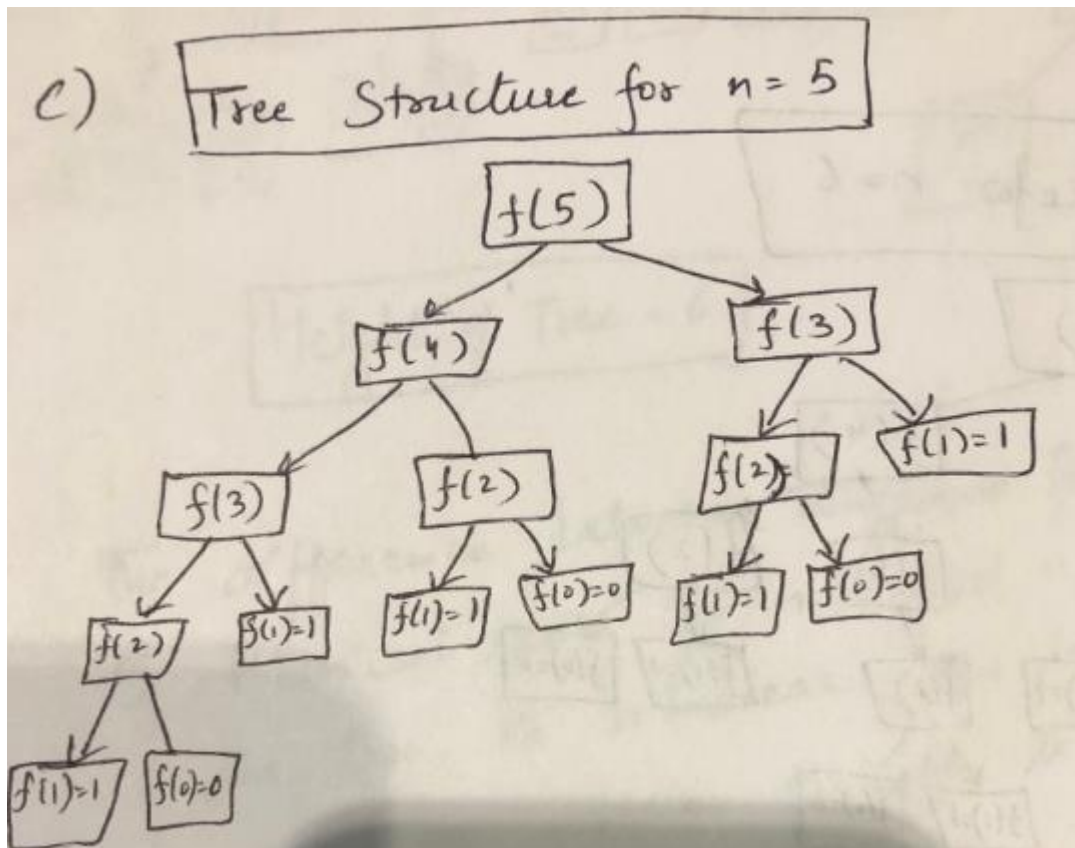 c) Tree Structure for n = 5
f(5)
f(4) f(3)
f(3) f(2) f(2)= f(1)=1
f(2) f(1)=1 f(1)=1 f(0)=0 f(1)=1 f(0)=0
f(1)=1 f(0)=0